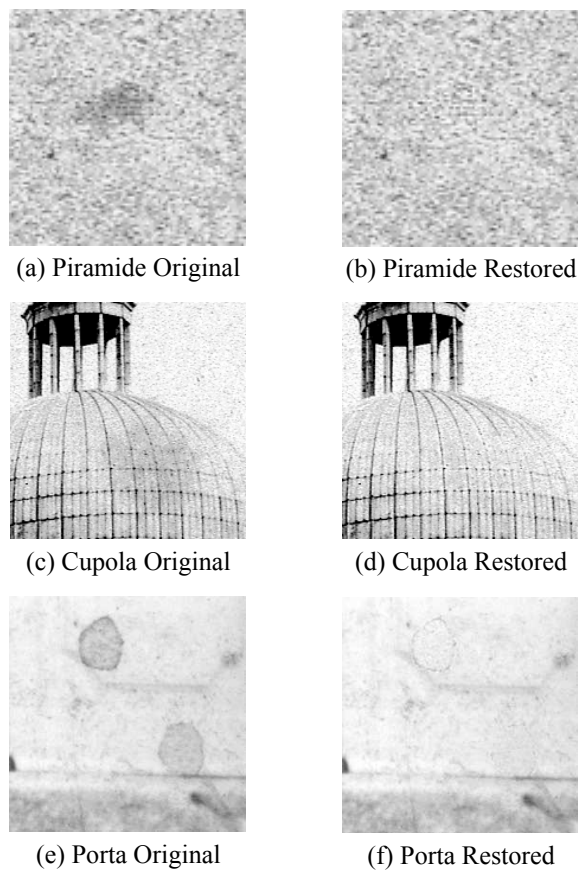 (a) Piramide Original
(b) Piramide Restored
(c) Cupola Original
(d) Cupola Restored
(e) Porta Original
(f) Porta Restored